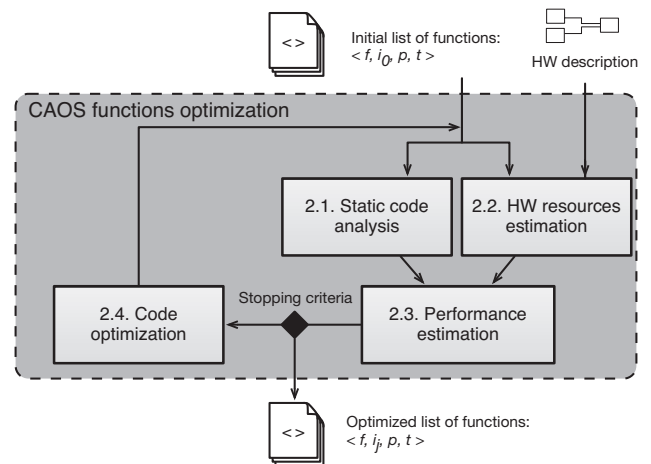 < >
Initial list of functions:
< f, i0, p, t >
HW description
CAOS functions optimization
2.1. Static code
analysis
2.2. HW resources
estimation
Stopping criteria
2.4. Code
optimization
2.3. Performance
estimation
< >
Optimized list of functions:
< f, ij, p, t >